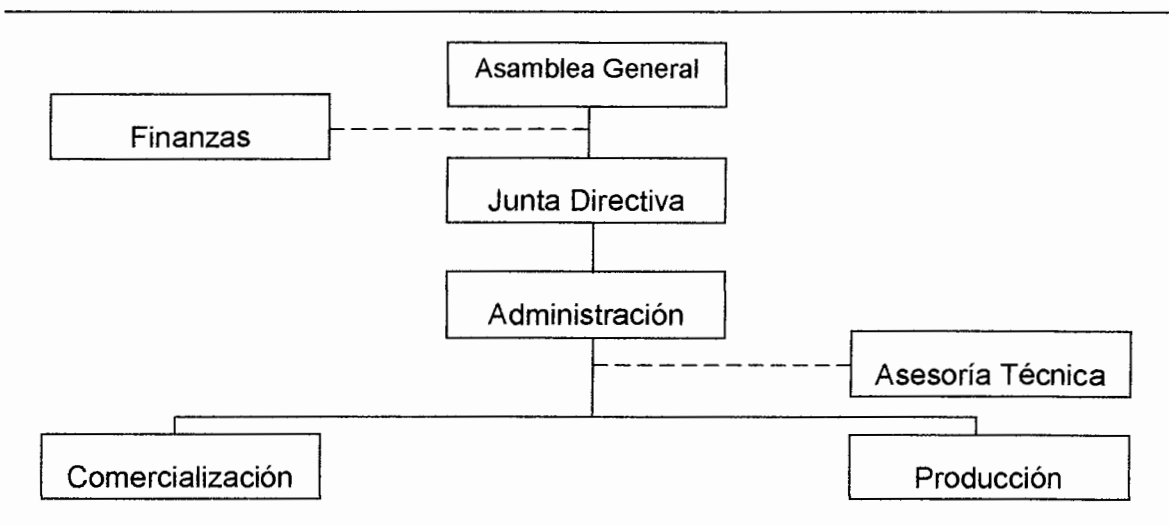 Asamblea General
Finanzas
Junta Directiva
Administración
Asesoría Técnica
Comercialización
Producción